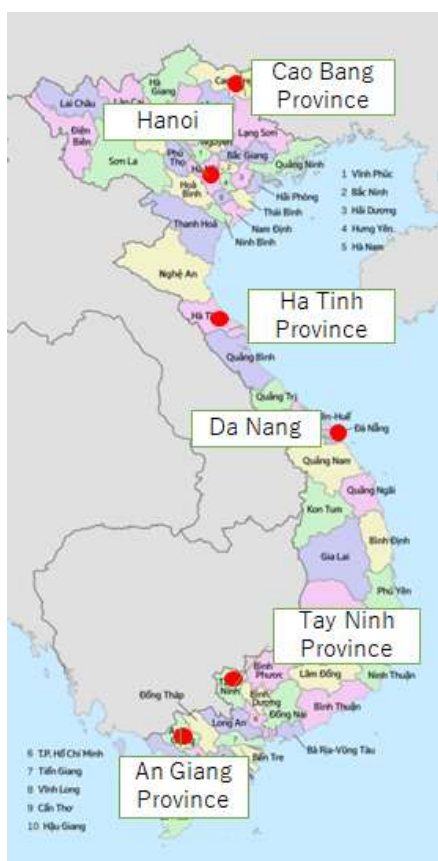 Cao Bang
Province
Hà
Giang
Lai Châu
Hanoi
Lạng Sơn
Điện
Biên
Phú
Thọ
Bắc Giang
Quảng Ninh
Sơn La
Hoà
Bình
Hải Phòng
Thái Bình
Nam Định
Ninh Bình
Thanh Hoá
1 Vĩnh Phúc
2 Bắc Ninh
3 Hải Dương
4 Hưng Yên
5 Hà Nam
Nghệ An
Ha Tinh
Province
Quảng Bình
Quảng Trị
Da Nang
Đà Nẵng
Quảng Nam
Quảng Ngãi
Kon Tum
Bình Định
Gia Lai
Phú Yên
Tay Ninh
Province
Bình
Phước
Lâm Đồng
Ninh Thuận
Ninh
Bình
Dương
Bình Thuận
Đồng Nai
Đồng Tháp
Long An
Bà Rịa-Vũng Tàu
Bến Tre
An Giang
Province
6 T.P. Hồ Chí Minh
7 Tiền Giang
8 Vĩnh Long
9 Cần Thơ
10 Hậu Giang